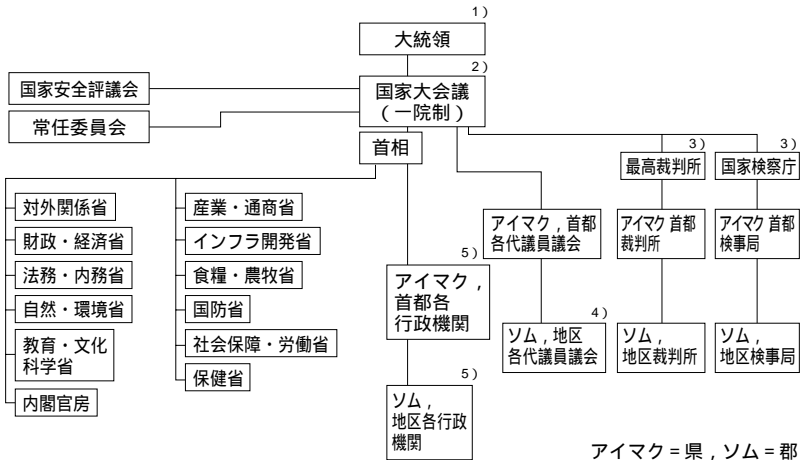 1）
大統領
2）
国家安全評議会
国家大会議
（一院制）
常任委員会
首相
3）
最高裁判所
3）
国家検察庁
対外関係省
財政・経済省
法務・内務省
自然・環境省
教育・文化
科学省
内閣官房
産業・通商省
インフラ開発省
食糧・農牧省
国防省
社会保障・労働省
保健省
5）
アイマク，
首都各
行政機関
5）
ソム，
地区各行政
機関
アイマク，首都
各代議員議会
4）
ソム，地区
各代議員議会
アイマク 首都
裁判所
ソム，
地区裁判所
アイマク 首都
検事局
ソム，
地区検事局
アイマク＝県，ソム＝郡